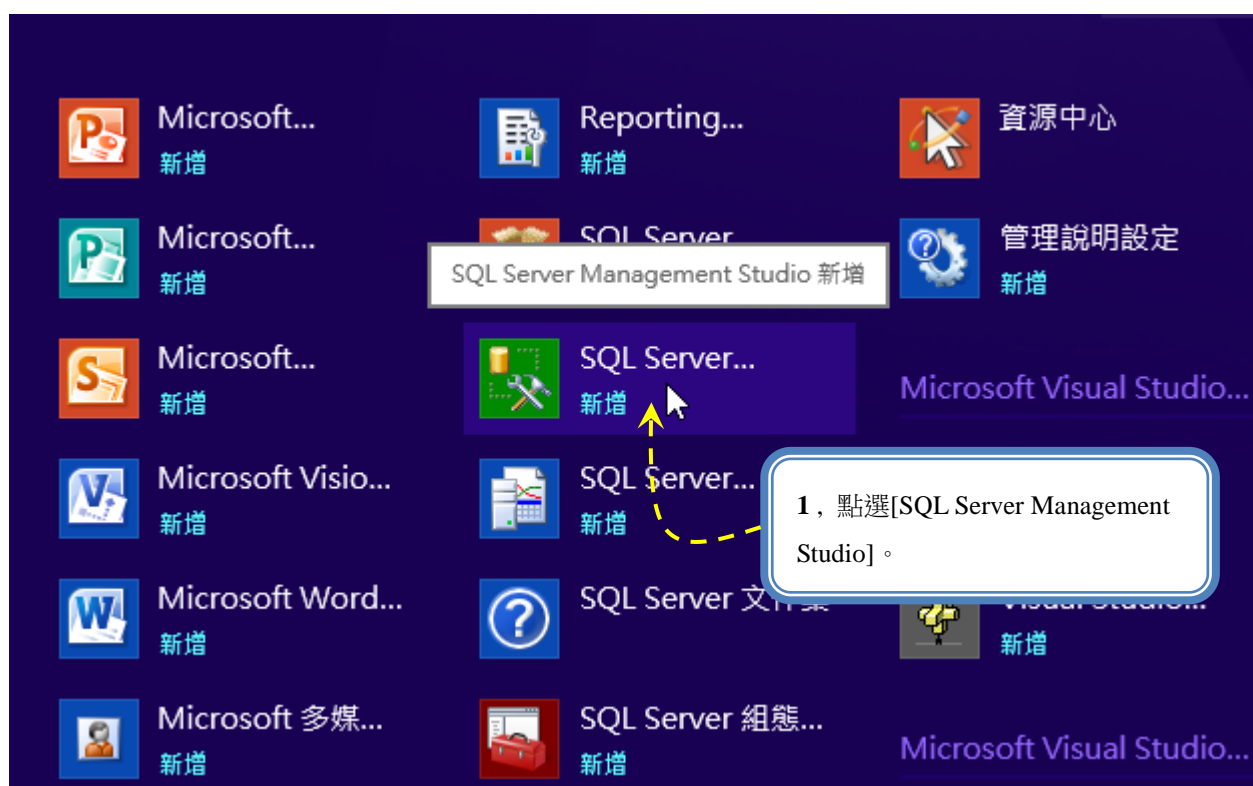 Microsoft...
新增
Microsoft...
新增
Microsoft...
新增
Microsoft Visio...
新增
Microsoft Word...
新增
Microsoft 多媒...
新增
Reporting...
新增
SQL Server
SQL Server Management Studio 新增
SQL Server...
新增
SQL Server...
新增
SQL Server 文件集
SQL Server 組態...
新增
資源中心
管理說明設定
新增
Microsoft Visual Studio...
1，點選[SQL Server Management
Studio]。
Visual Studio...
新增
Microsoft Visual Studio...